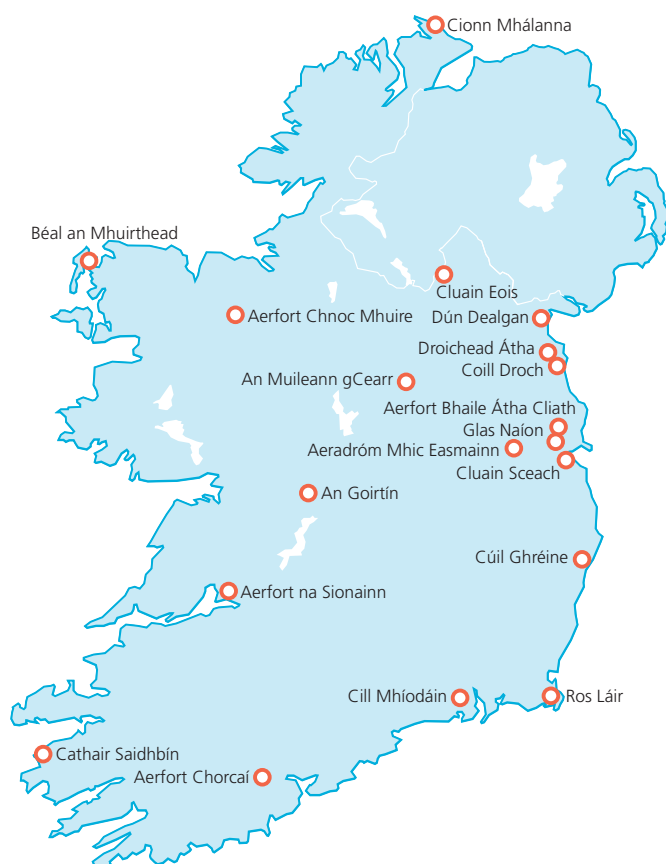 Cionn Mhálanna
Béal an Mhuirthead
Cluain Eois
Aerfort Chnoc Mhuire
Dún Dealgan
Droichead Átha
Coill Droch
An Muileann gCearr
Aerfort Bhaile Átha Cliath
Glas Naíon
Aeradróm Mhic Easmainn
Cluain Sceach
An Goirtín
Cúil Ghréine
Aerfort na Sionainn
Cill Mhíodáin
Ros Láir
Cathair Saidhbín
Aerfort Chorcaí